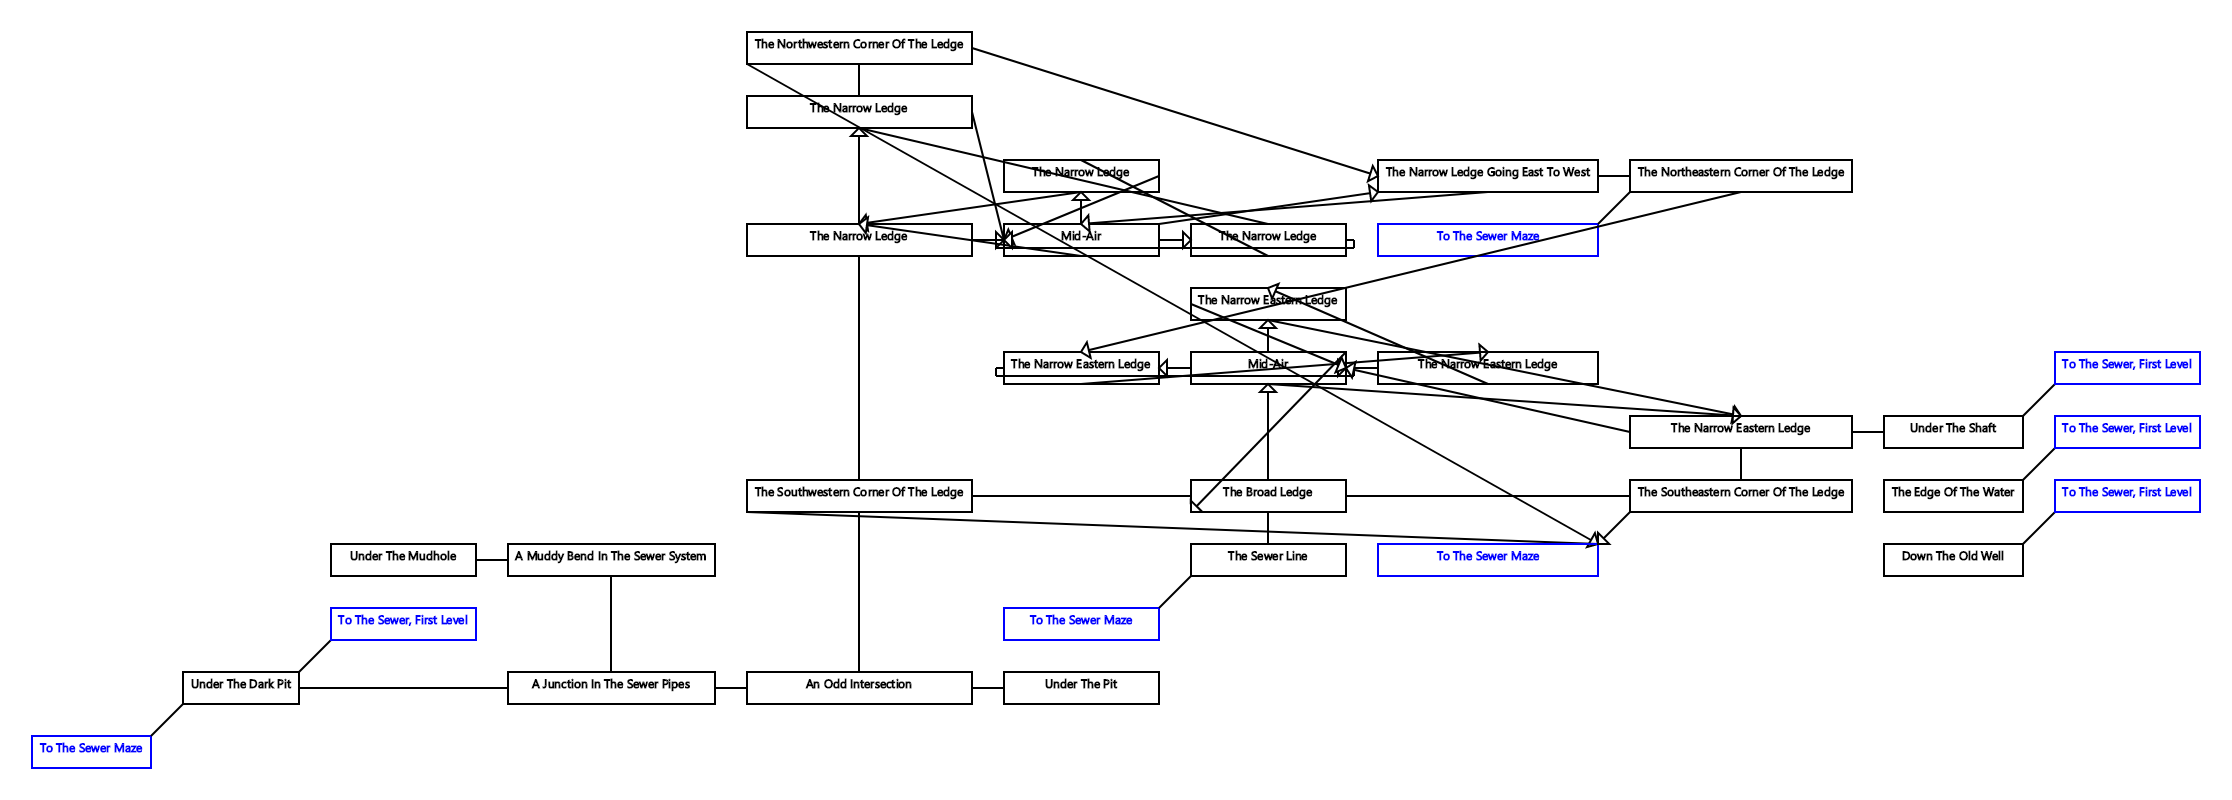 The Northwestern Corner Of The Ledge
The Narrow Ledge
The Narrow Ledge
The Narrow Ledge Going East To West
The Northeastern Corner Of The Ledge
The Narrow Ledge
Mid-Air
The Narrow Ledge
To The Sewer Maze
The Narrow Eastern Ledge
The Narrow Eastern Ledge
Mid-Air
The Narrow Eastern Ledge
To The Sewer, First Level
The Narrow Eastern Ledge
Under The Shaft
To The Sewer, First Level
The Southwestern Corner Of The Ledge
The Broad Ledge
The Southeastern Corner Of The Ledge
The Edge Of The Water
To The Sewer, First Level
Under The Mudhole
A Muddy Bend In The Sewer System
The Sewer Line
To The Sewer Maze
Down The Old Well
To The Sewer, First Level
To The Sewer Maze
Under The Dark Pit
A Junction In The Sewer Pipes
An Odd Intersection
Under The Pit
To The Sewer Maze